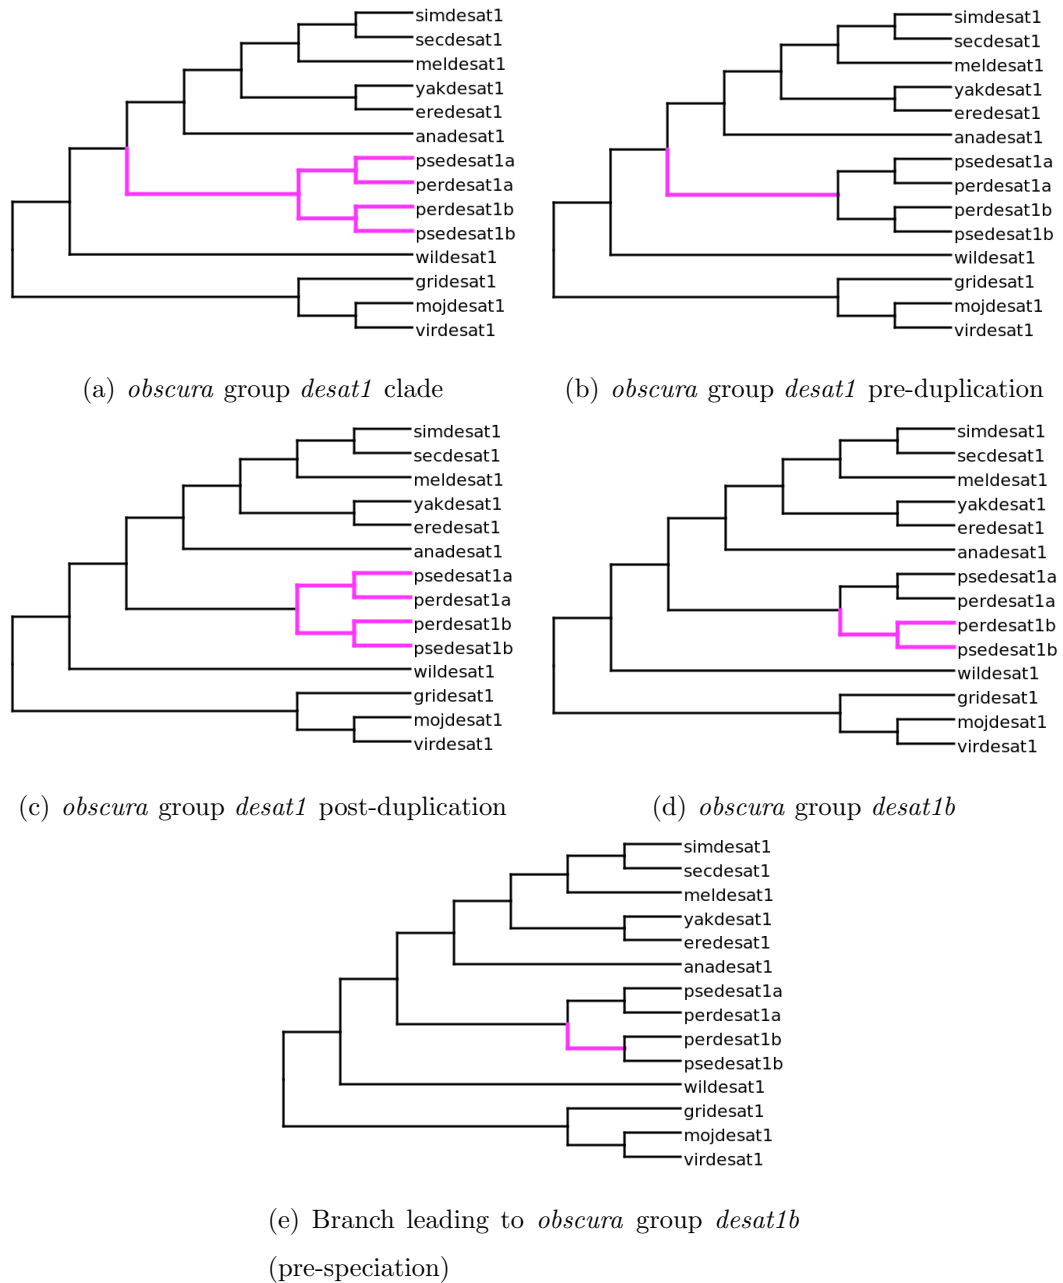 simdesat1
secdesat1
meldesat1
yakdesat1
eredesat1
anadesat1
psedesat1a
perdesat1a
perdesat1b
psedesat1b
wildesat1
gridesat1
mojdesat1
virdesat1
(a) obscura group desat1 clade
simdesat1
secdesat1
meldesat1
yakdesat1
eredesat1
anadesat1
psedesat1a
perdesat1a
perdesat1b
psedesat1b
wildesat1
gridesat1
mojdesat1
virdesat1
(b) obscura group desat1 pre-duplication
simdesat1
secdesat1
meldesat1
yakdesat1
eredesat1
anadesat1
psedesat1a
perdesat1a
perdesat1b
psedesat1b
wildesat1
gridesat1
mojdesat1
virdesat1
(c) obscura group desat1 post-duplication
simdesat1
secdesat1
meldesat1
yakdesat1
eredesat1
anadesat1
psedesat1a
perdesat1a
perdesat1b
psedesat1b
wildesat1
gridesat1
mojdesat1
virdesat1
(d) obscura group desat1b
simdesat1
secdesat1
meldesat1
yakdesat1
eredesat1
anadesat1
psedesat1a
perdesat1a
perdesat1b
psedesat1b
wildesat1
gridesat1
mojdesat1
virdesat1
(e) Branch leading to obscura group desat1b
(pre-speciation)